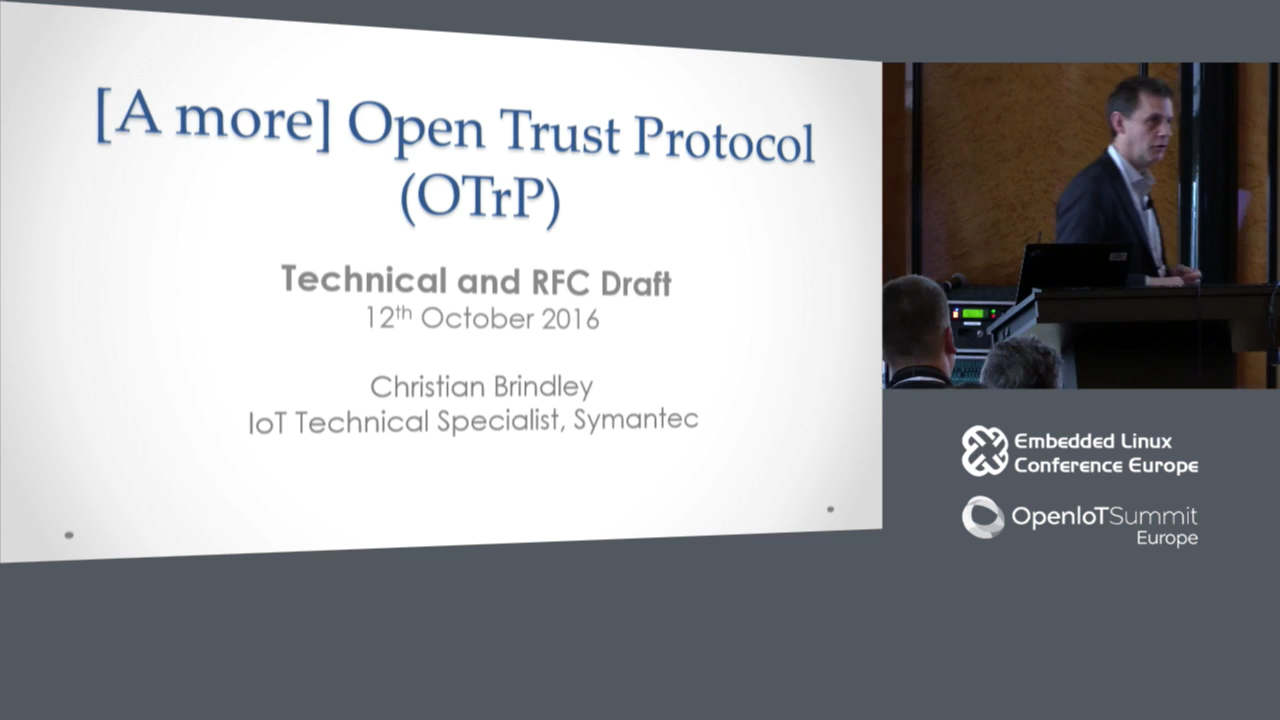 [A more] Open Trust Protocol
(OTrP)
Technical and RFC Draft
12th October 2016
Christian Brindley
IoT Technical Specialist, Symantec
Embedded Linux
Conference Europe
OpenIoTSummit
Europe